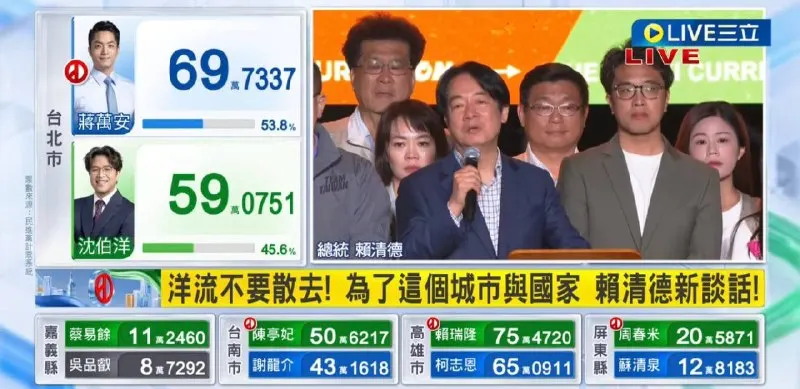 台北市
蔣萬安
69萬7337
53.8%
沈伯洋
59萬0751
45.6%
LIVE三立
LIVE
CURRE
TEAM
TAIWAN
總統 賴清德
洋流不要散去! 為了這個城市與國家 賴清德新談話!
嘉義縣
蔡易餘 11萬2460
吳品叡 8萬7292
台南市
陳亭妃 50萬6217
謝龍介 43萬1618
高雄市
賴瑞隆 75萬4720
柯志恩 65萬0911
屏東縣
周春米 20萬5871
蘇清泉 12萬8183